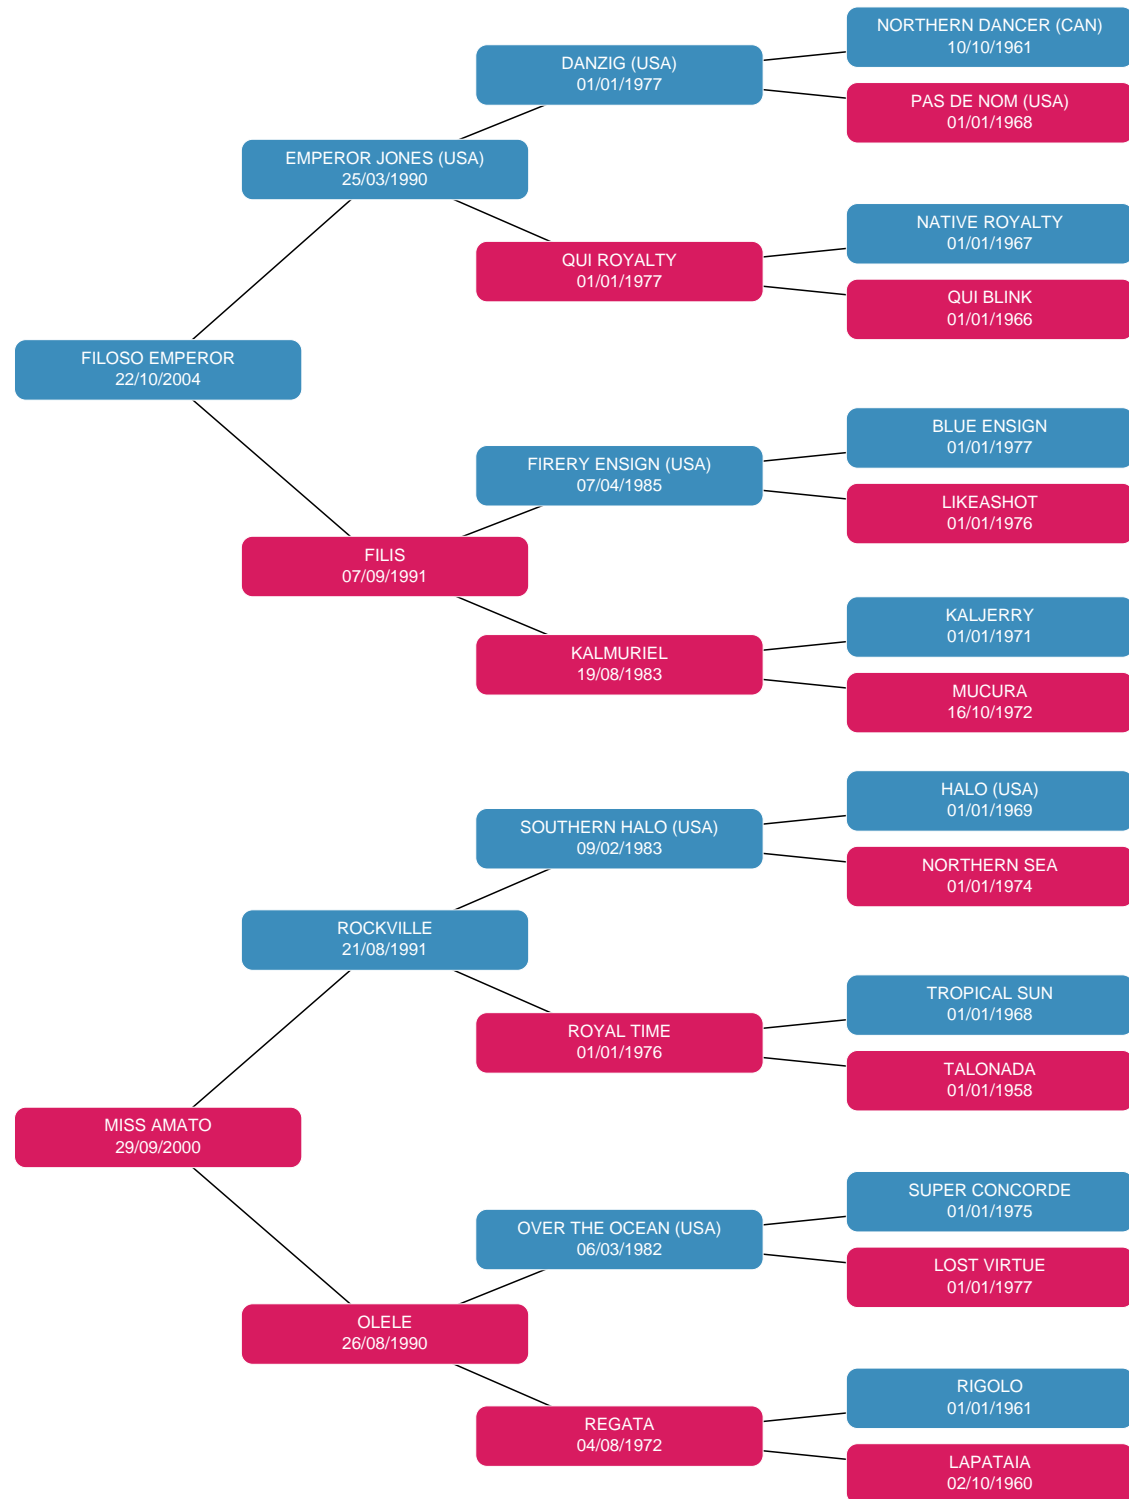 NORTHERN DANCER (CAN)
10/10/1961
DANZIG (USA)
01/01/1977
PAS DE NOM (USA)
01/01/1968
EMPEROR JONES (USA)
25/03/1990
NATIVE ROYALTY
01/01/1967
QUI ROYALTY
01/01/1977
QUI BLINK
01/01/1966
FILOSO EMPEROR
22/10/2004
BLUE ENSIGN
01/01/1977
FIRERY ENSIGN (USA)
07/04/1985
LIKEASHOT
01/01/1976
FILIS
07/09/1991
KALJERRY
01/01/1971
KALMURIEL
19/08/1983
MUCURA
16/10/1972
HALO (USA)
01/01/1969
SOUTHERN HALO (USA)
09/02/1983
NORTHERN SEA
01/01/1974
ROCKVILLE
21/08/1991
TROPICAL SUN
01/01/1968
ROYAL TIME
01/01/1976
TALONADA
01/01/1958
MISS AMATO
29/09/2000
SUPER CONCORDE
01/01/1975
OVER THE OCEAN (USA)
06/03/1982
LOST VIRTUE
01/01/1977
OLELE
26/08/1990
RIGOLO
01/01/1961
REGATA
04/08/1972
LAPATAIA
02/10/1960